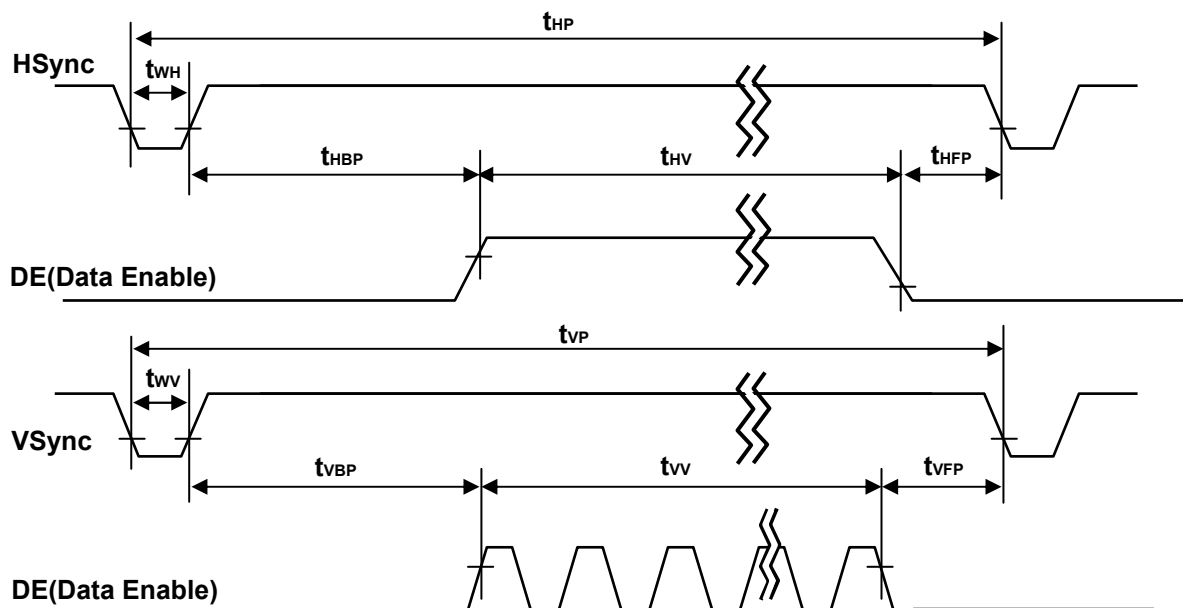 tHP
HSync
tWH
tHBP
tHV
tHFP
DE(Data Enable)
tVP
tWV
VSync
tVBP
tVV
tVFP
DE(Data Enable)